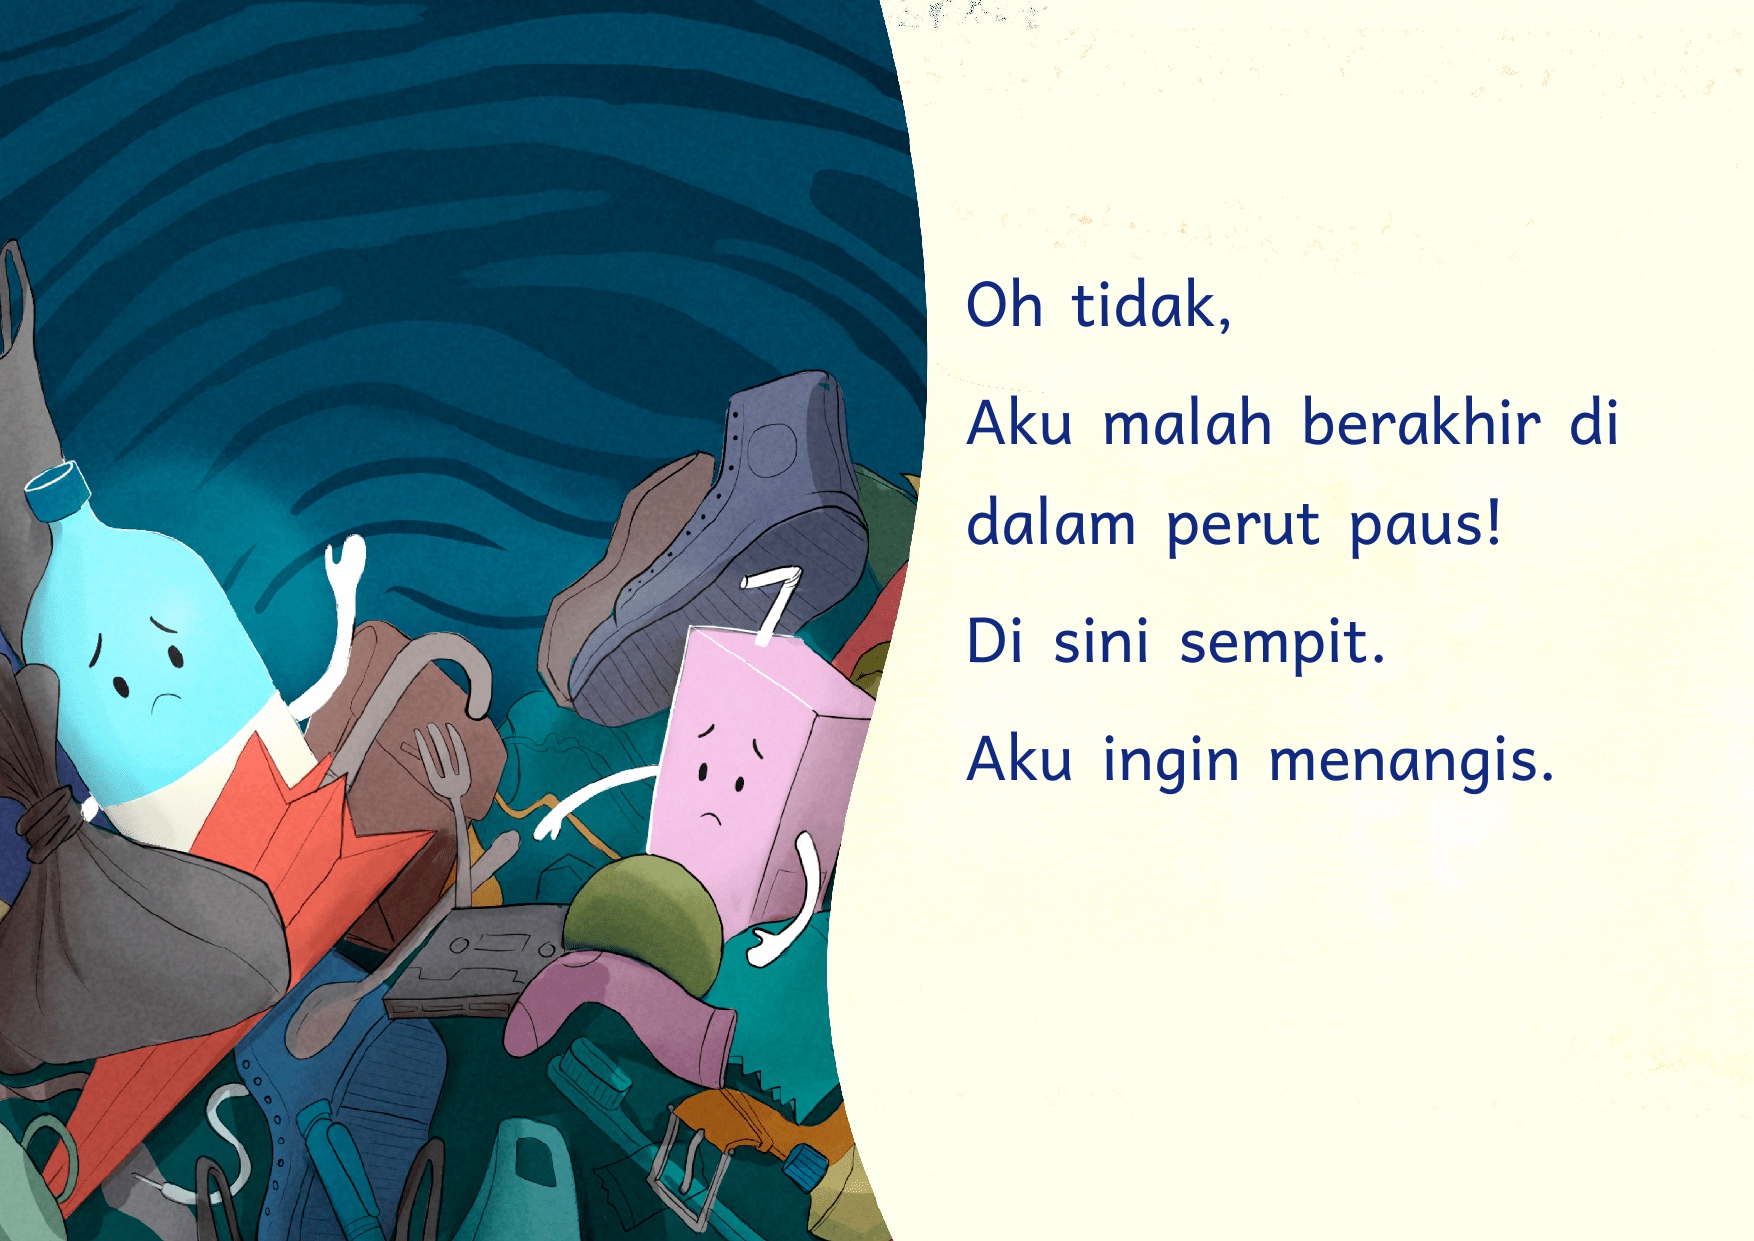 Oh tidak,
Aku malah berakhir di
dalam perut paus!
Di sini sempit.
Aku ingin menangis.